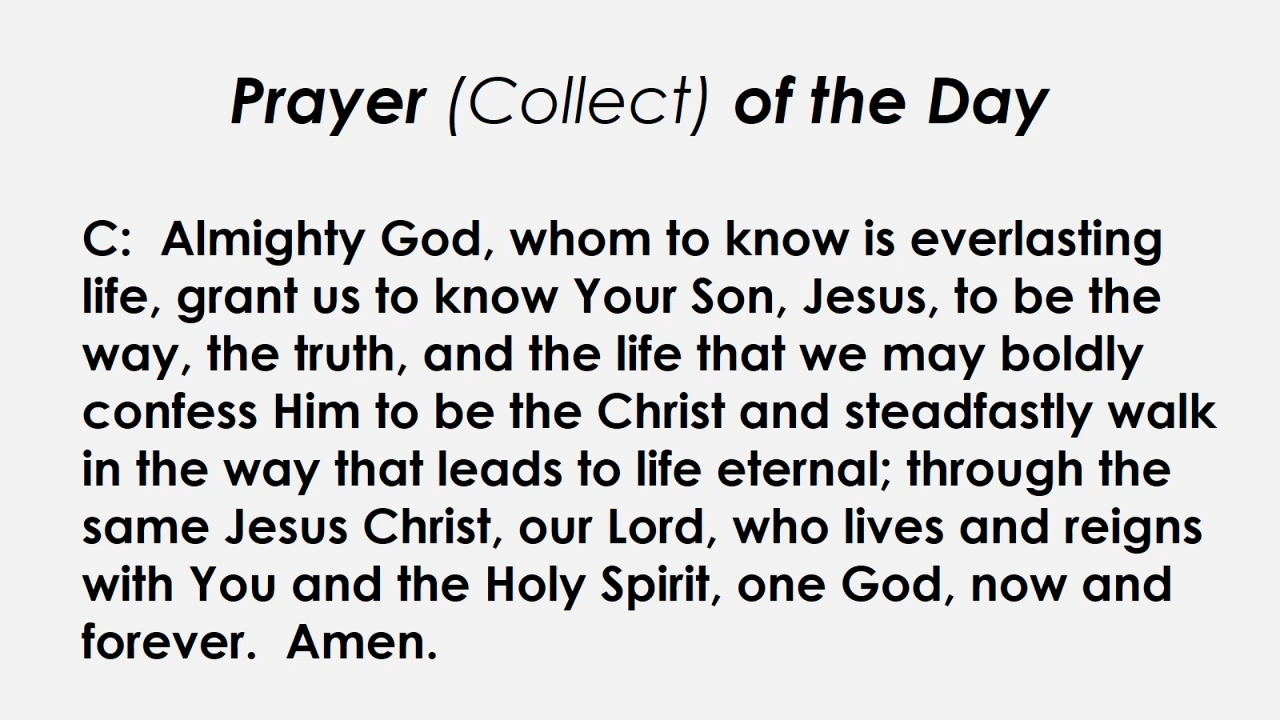 Prayer (Collect) of the Day
C:  Almighty God, whom to know is everlasting
life, grant us to know Your Son, Jesus, to be the
way, the truth, and the life that we may boldly
confess Him to be the Christ and steadfastly walk
in the way that leads to life eternal; through the
same Jesus Christ, our Lord, who lives and reigns
with You and the Holy Spirit, one God, now and
forever.  Amen.